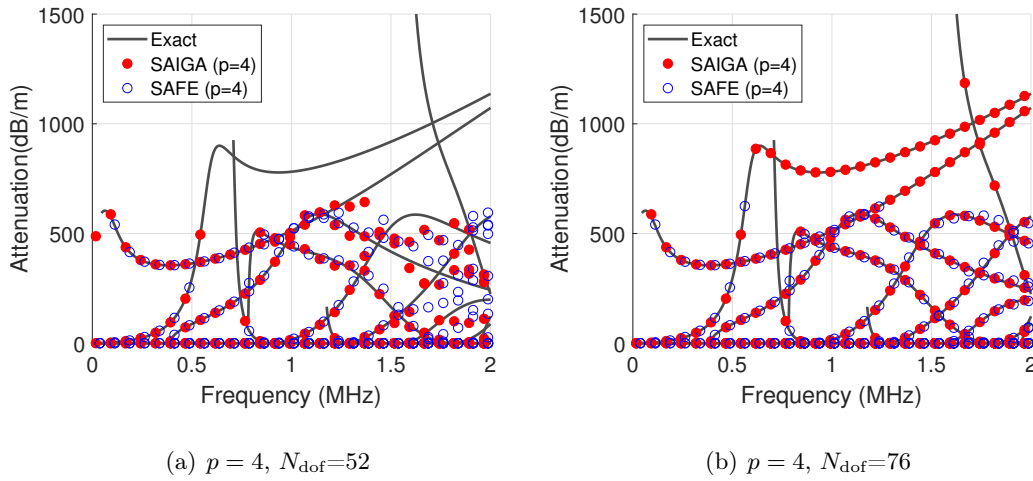 1500
1000
500
0
Attenuation(dB/m)
Exact
SAIGA (p=4)
SAFE (p=4)
0 0.5 1 1.5 2
Frequency (MHz)
(a) p = 4, N_dof=52
1500
1000
500
0
Attenuation(dB/m)
Exact
SAIGA (p=4)
SAFE (p=4)
0 0.5 1 1.5 2
Frequency (MHz)
(b) p = 4, N_dof=76